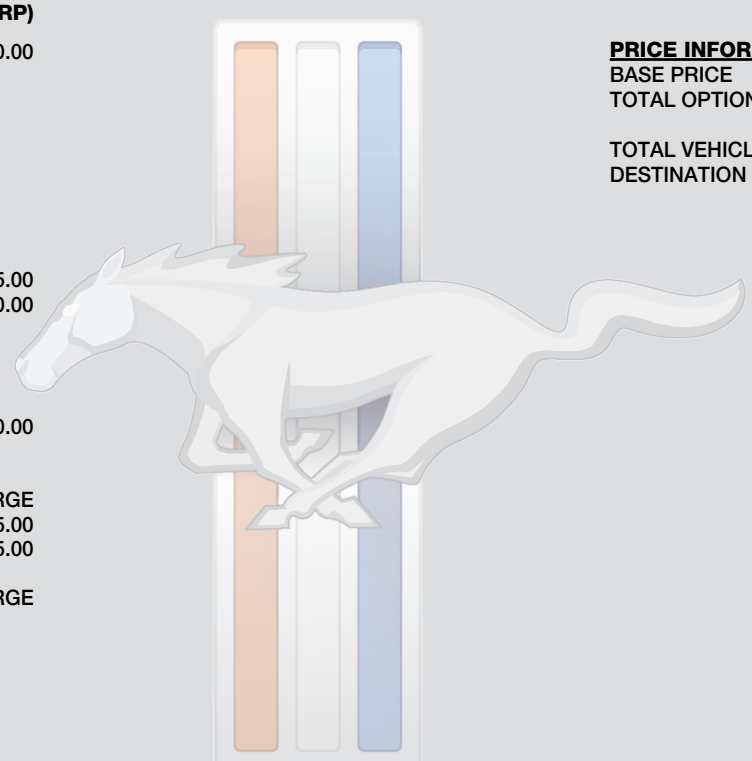 RP)
0.00
5.00
0.00
0.00
RGE
5.00
5.00
RGE
PRICE INFOR
BASE PRICE
TOTAL OPTION
TOTAL VEHICL
DESTINATION